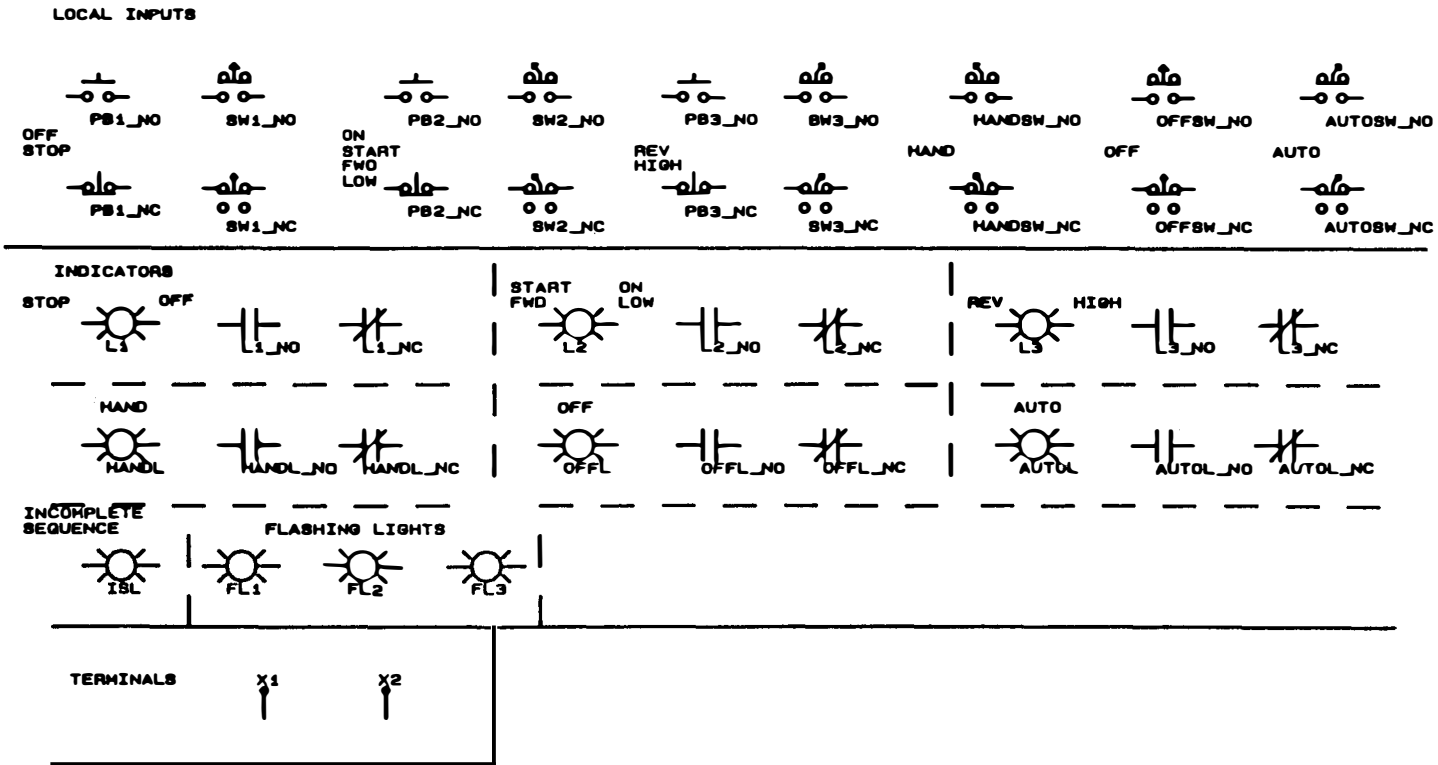 LOCAL INPUTS
PB1_NO SW1_NO PB2_NO SW2_NO PB3_NO SW3_NO HANDSW_NO OFFSW_NO AUTOSW_NO
OFF
STOP
ON
START
FWD
LOW
REV
HIGH
HAND
OFF
AUTO
PB1_NC SW1_NC PB2_NC SW2_NC PB3_NC SW3_NC HANDSW_NC OFFSW_NC AUTOSW_NC
INDICATORS
STOP OFF
START ON
FWD LOW
REV HIGH
L1 L1_NO L1_NC L2 L2_NO L2_NC L3 L3_NO L3_NC
HAND OFF AUTO
HANDL HANDL_NO HANDL_NC OFFL OFFL_NO OFFL_NC AUTOL AUTOL_NO AUTOL_NC
INCOMPLETE
SEQUENCE
FLASHING LIGHTS
ISL FL1 FL2 FL3
TERMINALS X1 X2